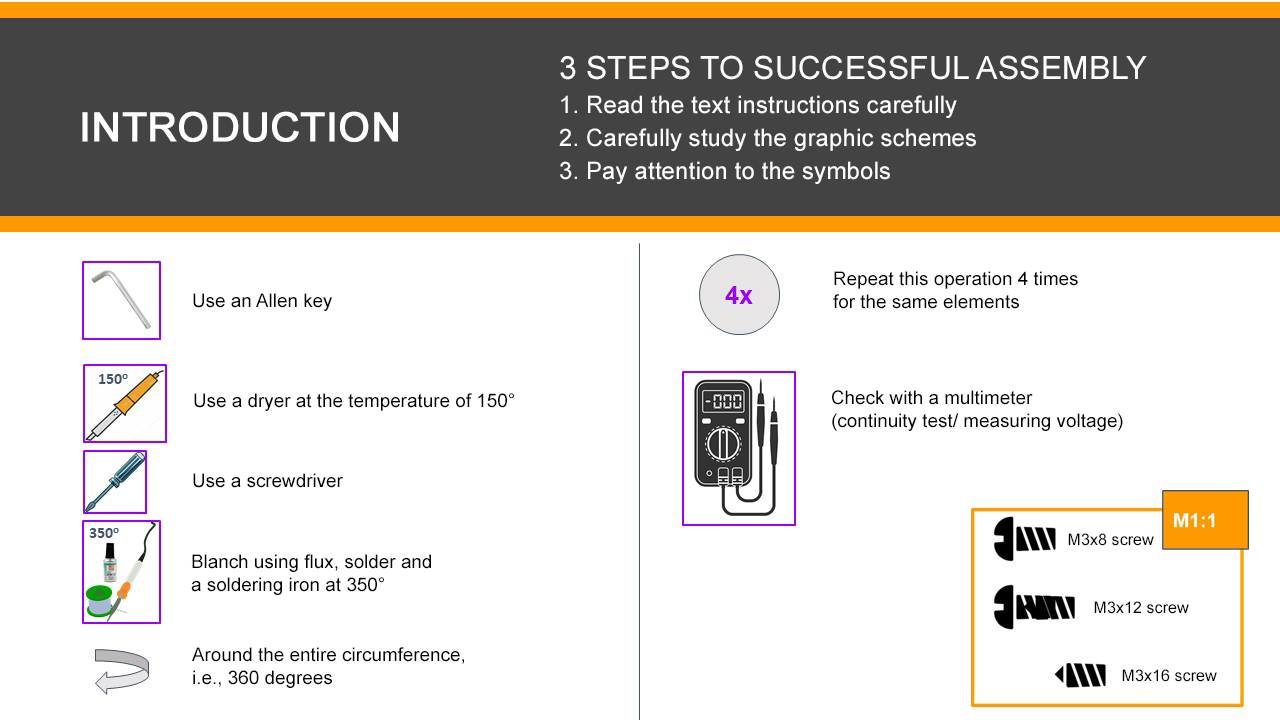 INTRODUCTION
3 STEPS TO SUCCESSFUL ASSEMBLY
1. Read the text instructions carefully
2. Carefully study the graphic schemes
3. Pay attention to the symbols
Use an Allen key
150º
Use a dryer at the temperature of 150°
Use a screwdriver
350º
Blanch using flux, solder and
a soldering iron at 350°
Around the entire circumference,
i.e., 360 degrees
4x
Repeat this operation 4 times
for the same elements
-000
Check with a multimeter
(continuity test/ measuring voltage)
M1:1
M3x8 screw
M3x12 screw
M3x16 screw